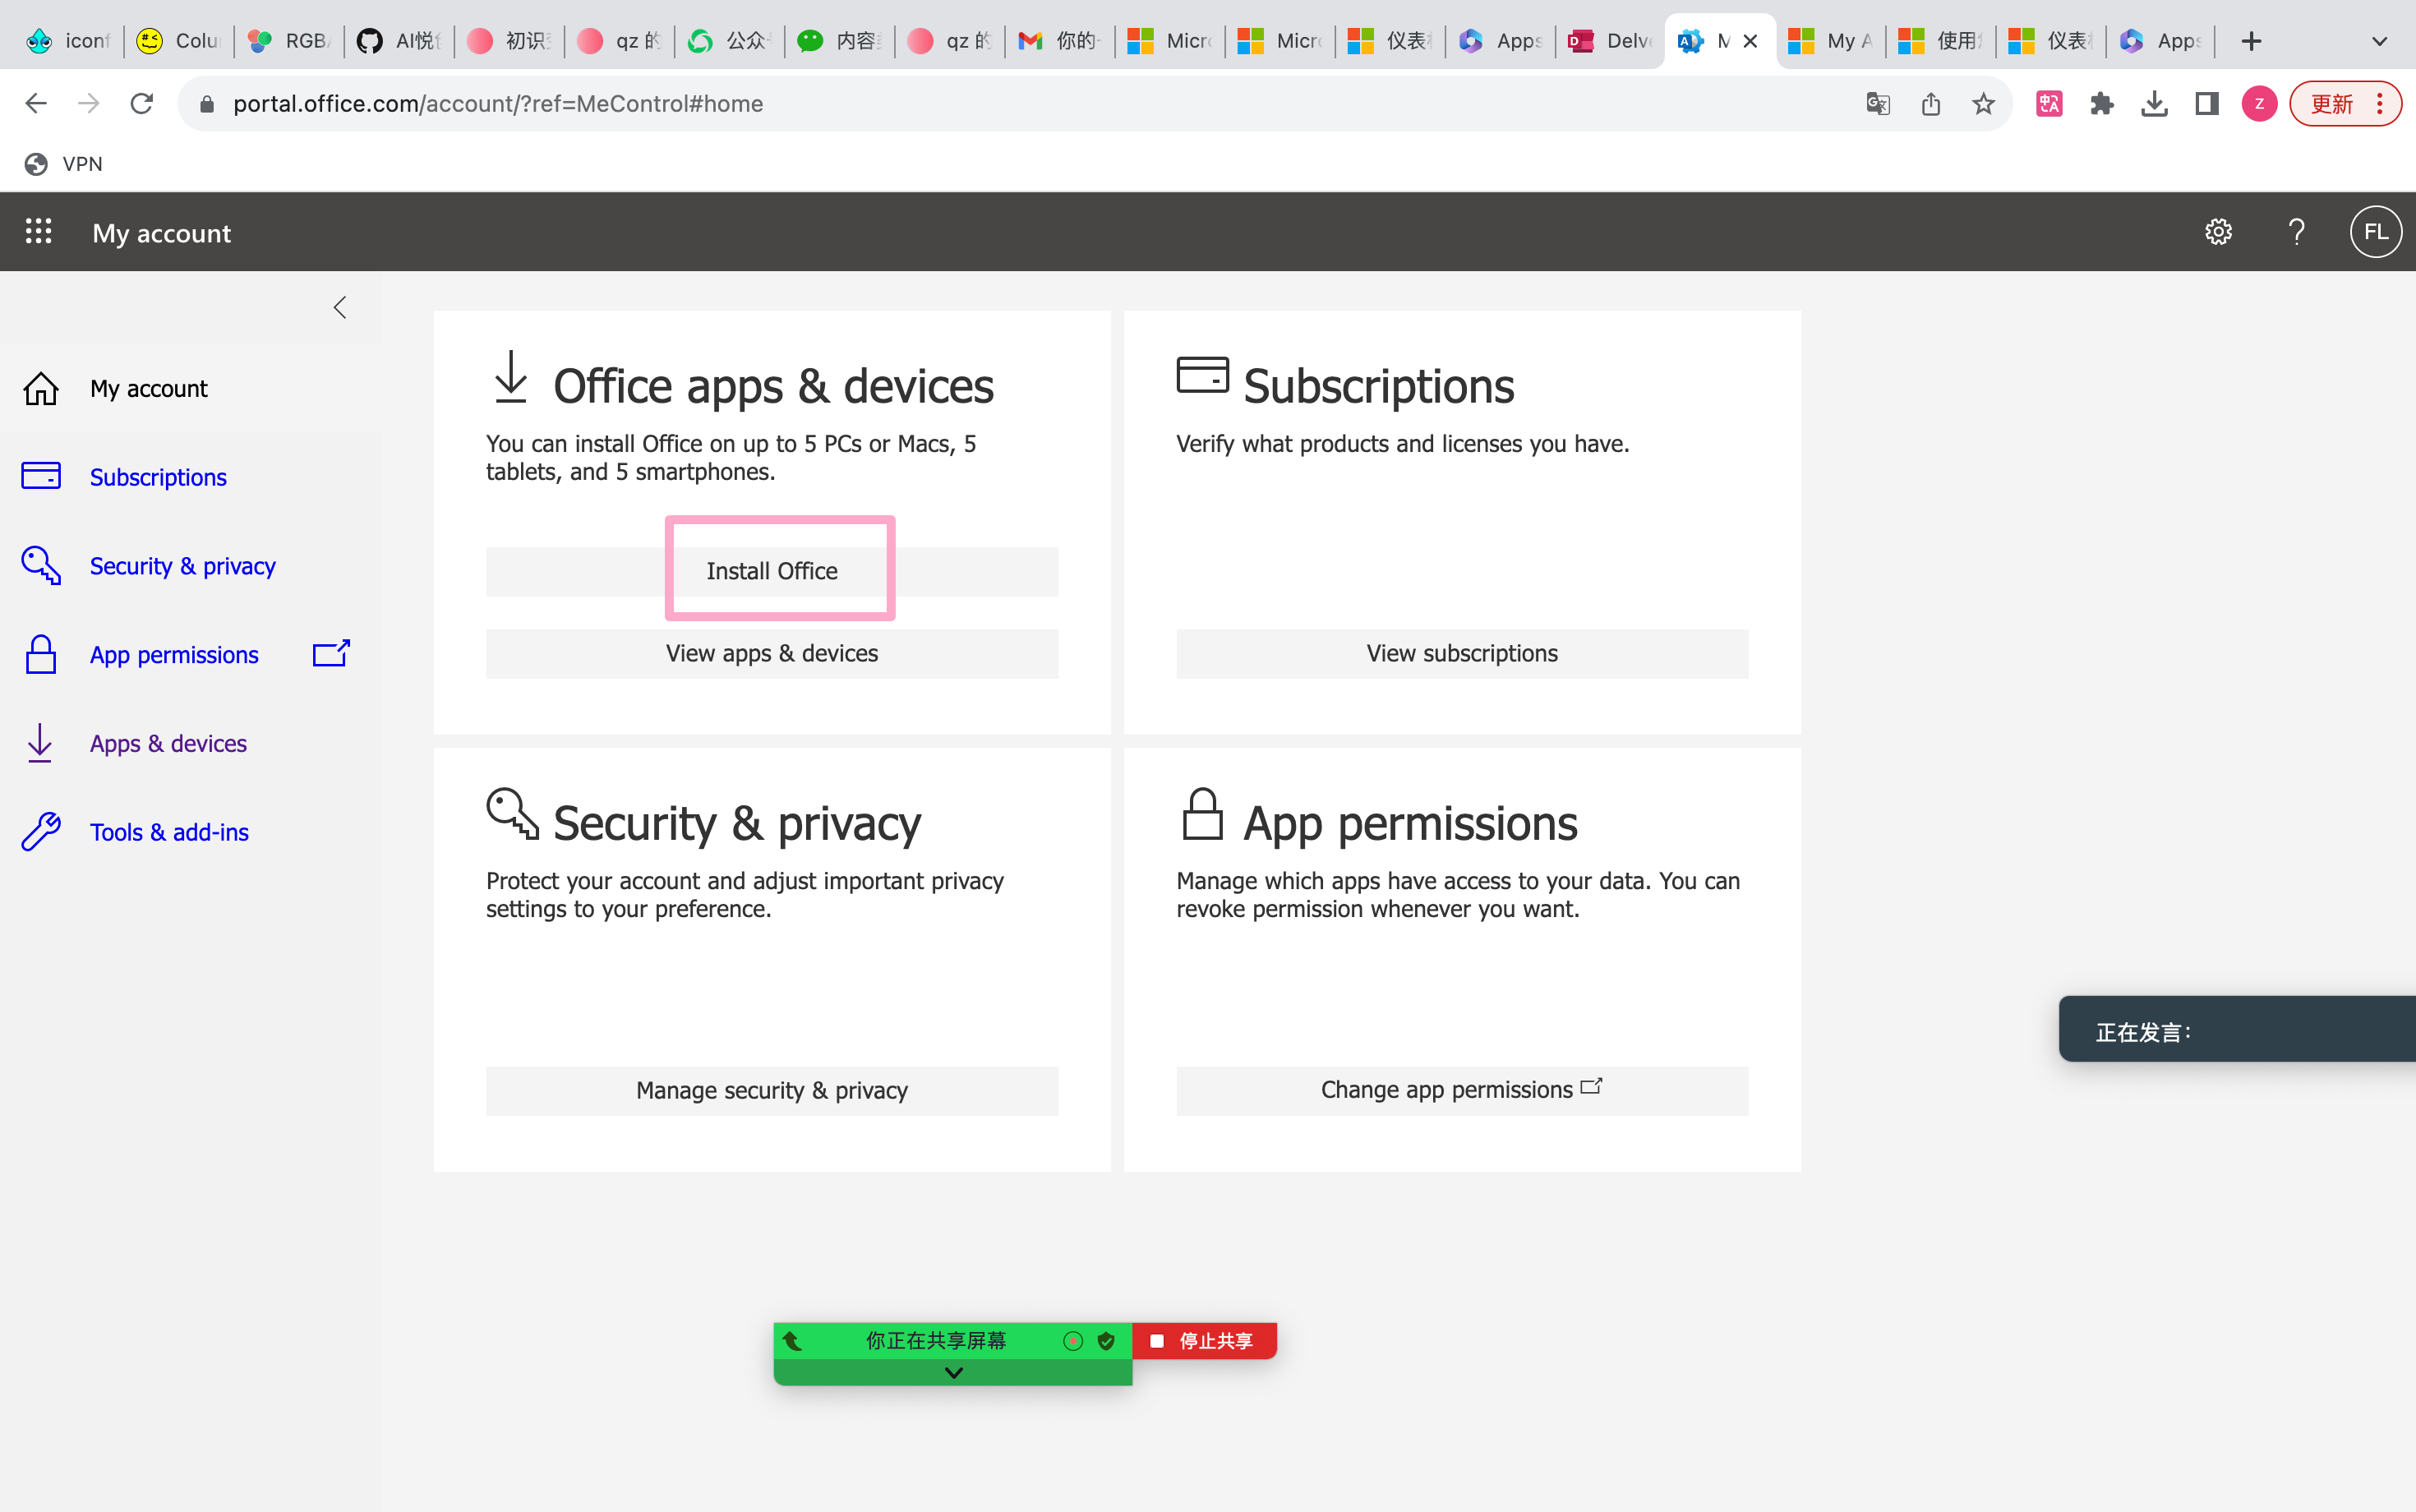 iconf
Colu
RGBA
AI悦
初识
qz 的
公众
内容
qz 的
你的
Micro
Micro
仪表
Apps
Delve
M
My A
使用
仪表
Apps
portal.office.com/account/?ref=MeControl#home
Z
更新
VPN
My account
FL
My account
Subscriptions
Security & privacy
App permissions
Apps & devices
Tools & add-ins
Office apps & devices
You can install Office on up to 5 PCs or Macs, 5
tablets, and 5 smartphones.
Install Office
View apps & devices
Subscriptions
Verify what products and licenses you have.
View subscriptions
Security & privacy
Protect your account and adjust important privacy
settings to your preference.
Manage security & privacy
App permissions
Manage which apps have access to your data. You can
revoke permission whenever you want.
Change app permissions
正在发言:
你正在共享屏幕
停止共享